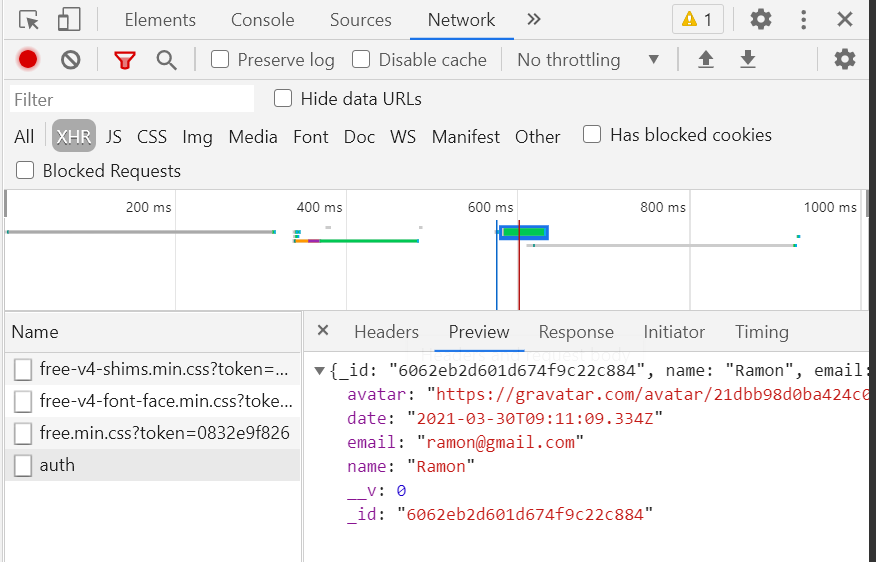 Elements Console Sources Network » 1
Preserve log Disable cache No throttling
Filter Hide data URLs
All XHR JS CSS Img Media Font Doc WS Manifest Other Has blocked cookies
Blocked Requests
200 ms 400 ms 600 ms 800 ms 1000 ms
Name
free-v4-shims.min.css?token=...
free-v4-font-face.min.css?toke...
free.min.css?token=0832e9f826
auth
× Headers Preview Response Initiator Timing
{_id: "6062eb2d601d674f9c22c884", name: "Ramon", email:
avatar: "https://gravatar.com/avatar/21dbb98d0ba424c0
date: "2021-03-30T09:11:09.334Z"
email: "ramon@gmail.com"
name: "Ramon"
__v: 0
_id: "6062eb2d601d674f9c22c884"